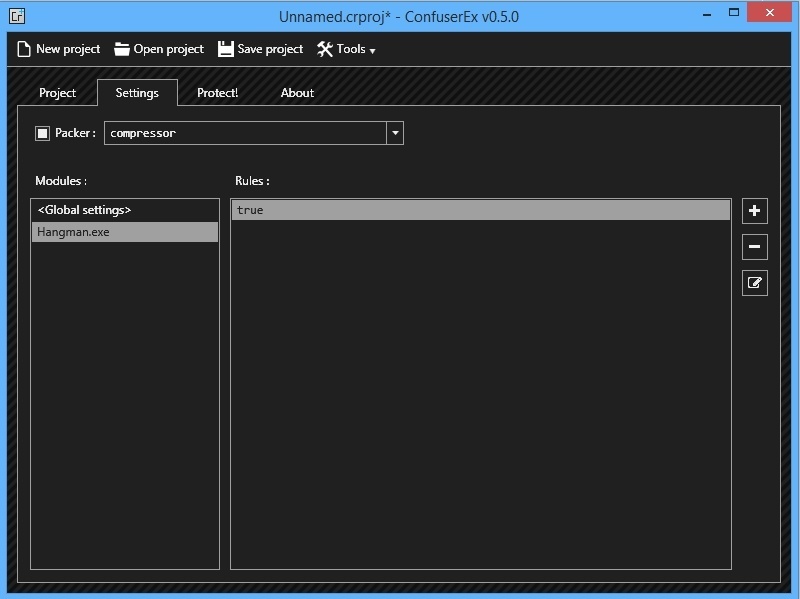 Cr
Unnamed.crproj* - ConfuserEx v0.5.0
New project Open project Save project Tools
Project Settings Protect! About
Packer : compressor
Modules : Rules :
<Global settings> true
Hangman.exe